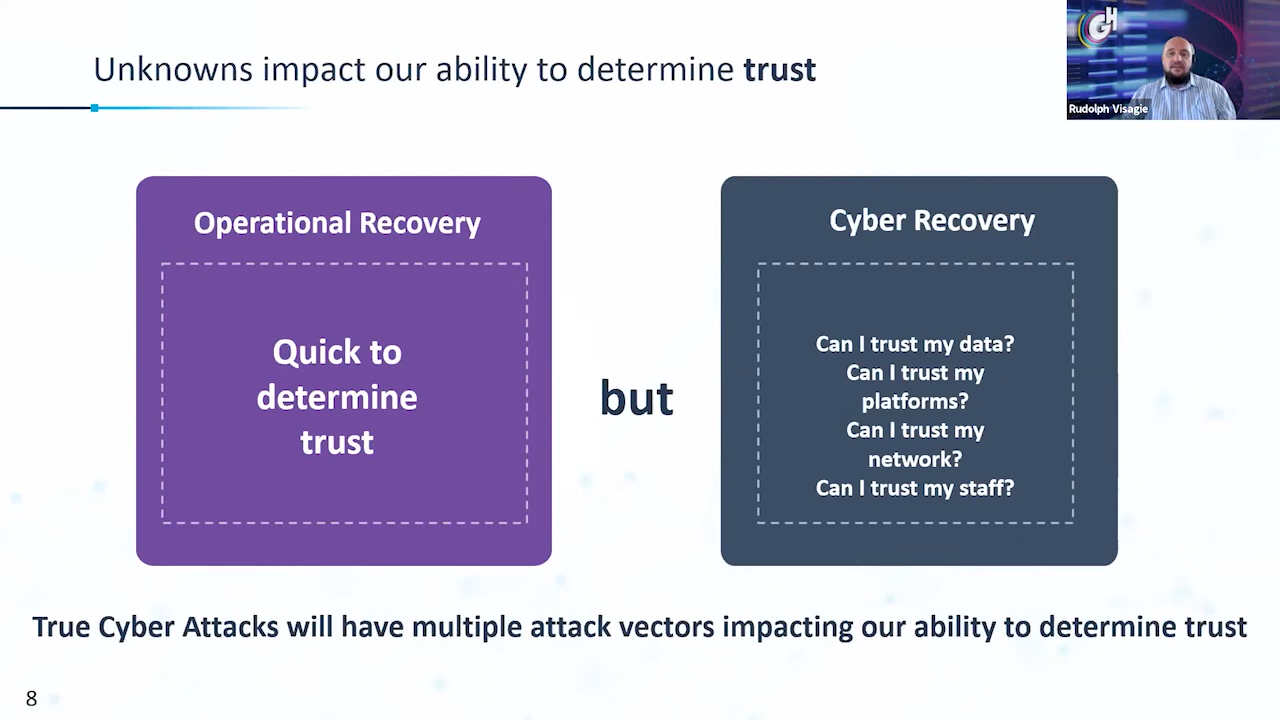 Unknowns impact our ability to determine trust
GH
Rudolph Visagie
Operational Recovery
Quick to
determine
trust
but
Cyber Recovery
Can I trust my data?
Can I trust my
platforms?
Can I trust my
network?
Can I trust my staff?
True Cyber Attacks will have multiple attack vectors impacting our ability to determine trust
8